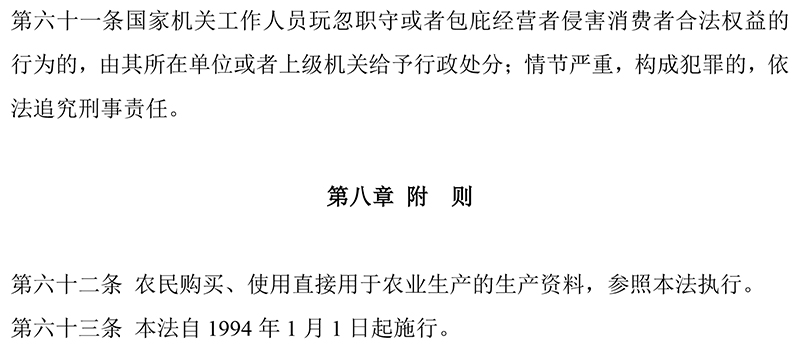 第六十一条国家机关工作人员玩忽职守或者包庇经营者侵害消费者合法权益的
行为的，由其所在单位或者上级机关给予行政处分；情节严重，构成犯罪的，依
法追究刑事责任。
第八章 附　则
第六十二条 农民购买、使用直接用于农业生产的生产资料，参照本法执行。
第六十三条 本法自 1994 年 1 月 1 日起施行。